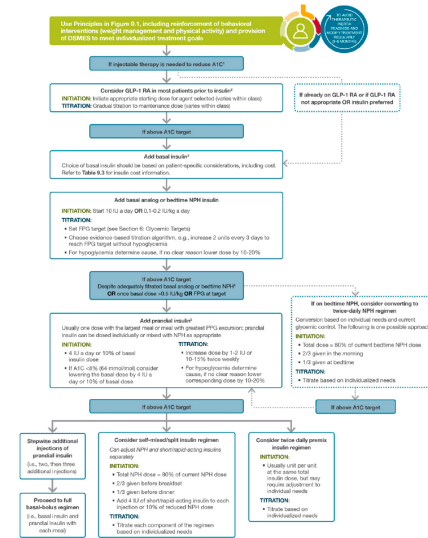 Use Principles in Figure 9.1, including reinforcement of behavioral
interventions (weight management and physical activity) and provision
of DSMES to meet individualized treatment goals
TO AVOID
THERAPEUTIC
INERTIA
REASSESS AND
MODIFY TREATMENT
REGULARLY
(3-6 MONTHS)
If injectable therapy is needed to reduce A1C¹
Consider GLP-1 RA in most patients prior to insulin²
INITIATION: Initiate appropriate starting dose for agent selected (varies within class)
TITRATION: Gradual titration to maintenance dose (varies within class)
If already on GLP-1 RA or if GLP-1 RA
not appropriate OR insulin preferred
If above A1C target
Add basal insulin³
Choice of basal insulin should be based on patient-specific considerations, including cost.
Refer to Table 9.3 for insulin cost information.
Add basal analog or bedtime NPH insulin
INITIATION: Start 10 IU a day OR 0.1-0.2 IU/kg a day
TITRATION:
• Set FPG target (see Section 6: Glycemic Targets)
• Choose evidence-based titration algorithm, e.g., increase 2 units every 3 days to
reach FPG target without hypoglycemia
• For hypoglycemia determine cause, if no clear reason lower dose by 10-20%
If above A1C target
Despite adequately titrated basal analog or bedtime NPH
OR once basal dose >0.5 IU/kg OR FPG at target
Add prandial insulin
Usually one dose with the largest meal or meal with greatest PPG excursion; prandial
insulin can be dosed individually or mixed with NPH as appropriate
INITIATION:
• 4 IU a day or 10% of basal
insulin dose
• If A1C <8% (64 mmol/mol) consider
lowering the basal dose by 4 IU a
day or 10% of basal dose
TITRATION:
• Increase dose by 1-2 IU or
10-15% twice weekly
• For hypoglycemia determine
cause, if no clear reason lower
corresponding dose by 10-20%
If on bedtime NPH, consider converting to
twice-daily NPH regimen
Conversion based on individual needs and current
glycemic control. The following is one possible approach
INITIATION:
• Total dose = 80% of current bedtime NPH dose
• 2/3 given in the morning
• 1/3 given at bedtime
TITRATION:
• Titrate based on individualized needs
If above A1C target
If above A1C target
Stepwise additional
injections of
prandial insulin
(i.e., two, then three
additional injections)
Proceed to full
basal-bolus regimen
(i.e., basal insulin and
prandial insulin with
each meal)
Consider self-mixed/split insulin regimen
Can adjust NPH and short/rapid-acting insulins
separately
INITIATION:
• Total NPH dose = 80% of current NPH dose
• 2/3 given before breakfast
• 1/3 given before dinner
• Add 4 IU of short/rapid-acting insulin to each
injection or 10% of reduced NPH dose
TITRATION:
• Titrate each component of the regimen
based on individualized needs
Consider twice daily premix
insulin regimen
INITIATION:
• Usually unit per unit
at the same total
insulin dose, but may
require adjustment to
individual needs
TITRATION:
• Titrate based on
individualized needs